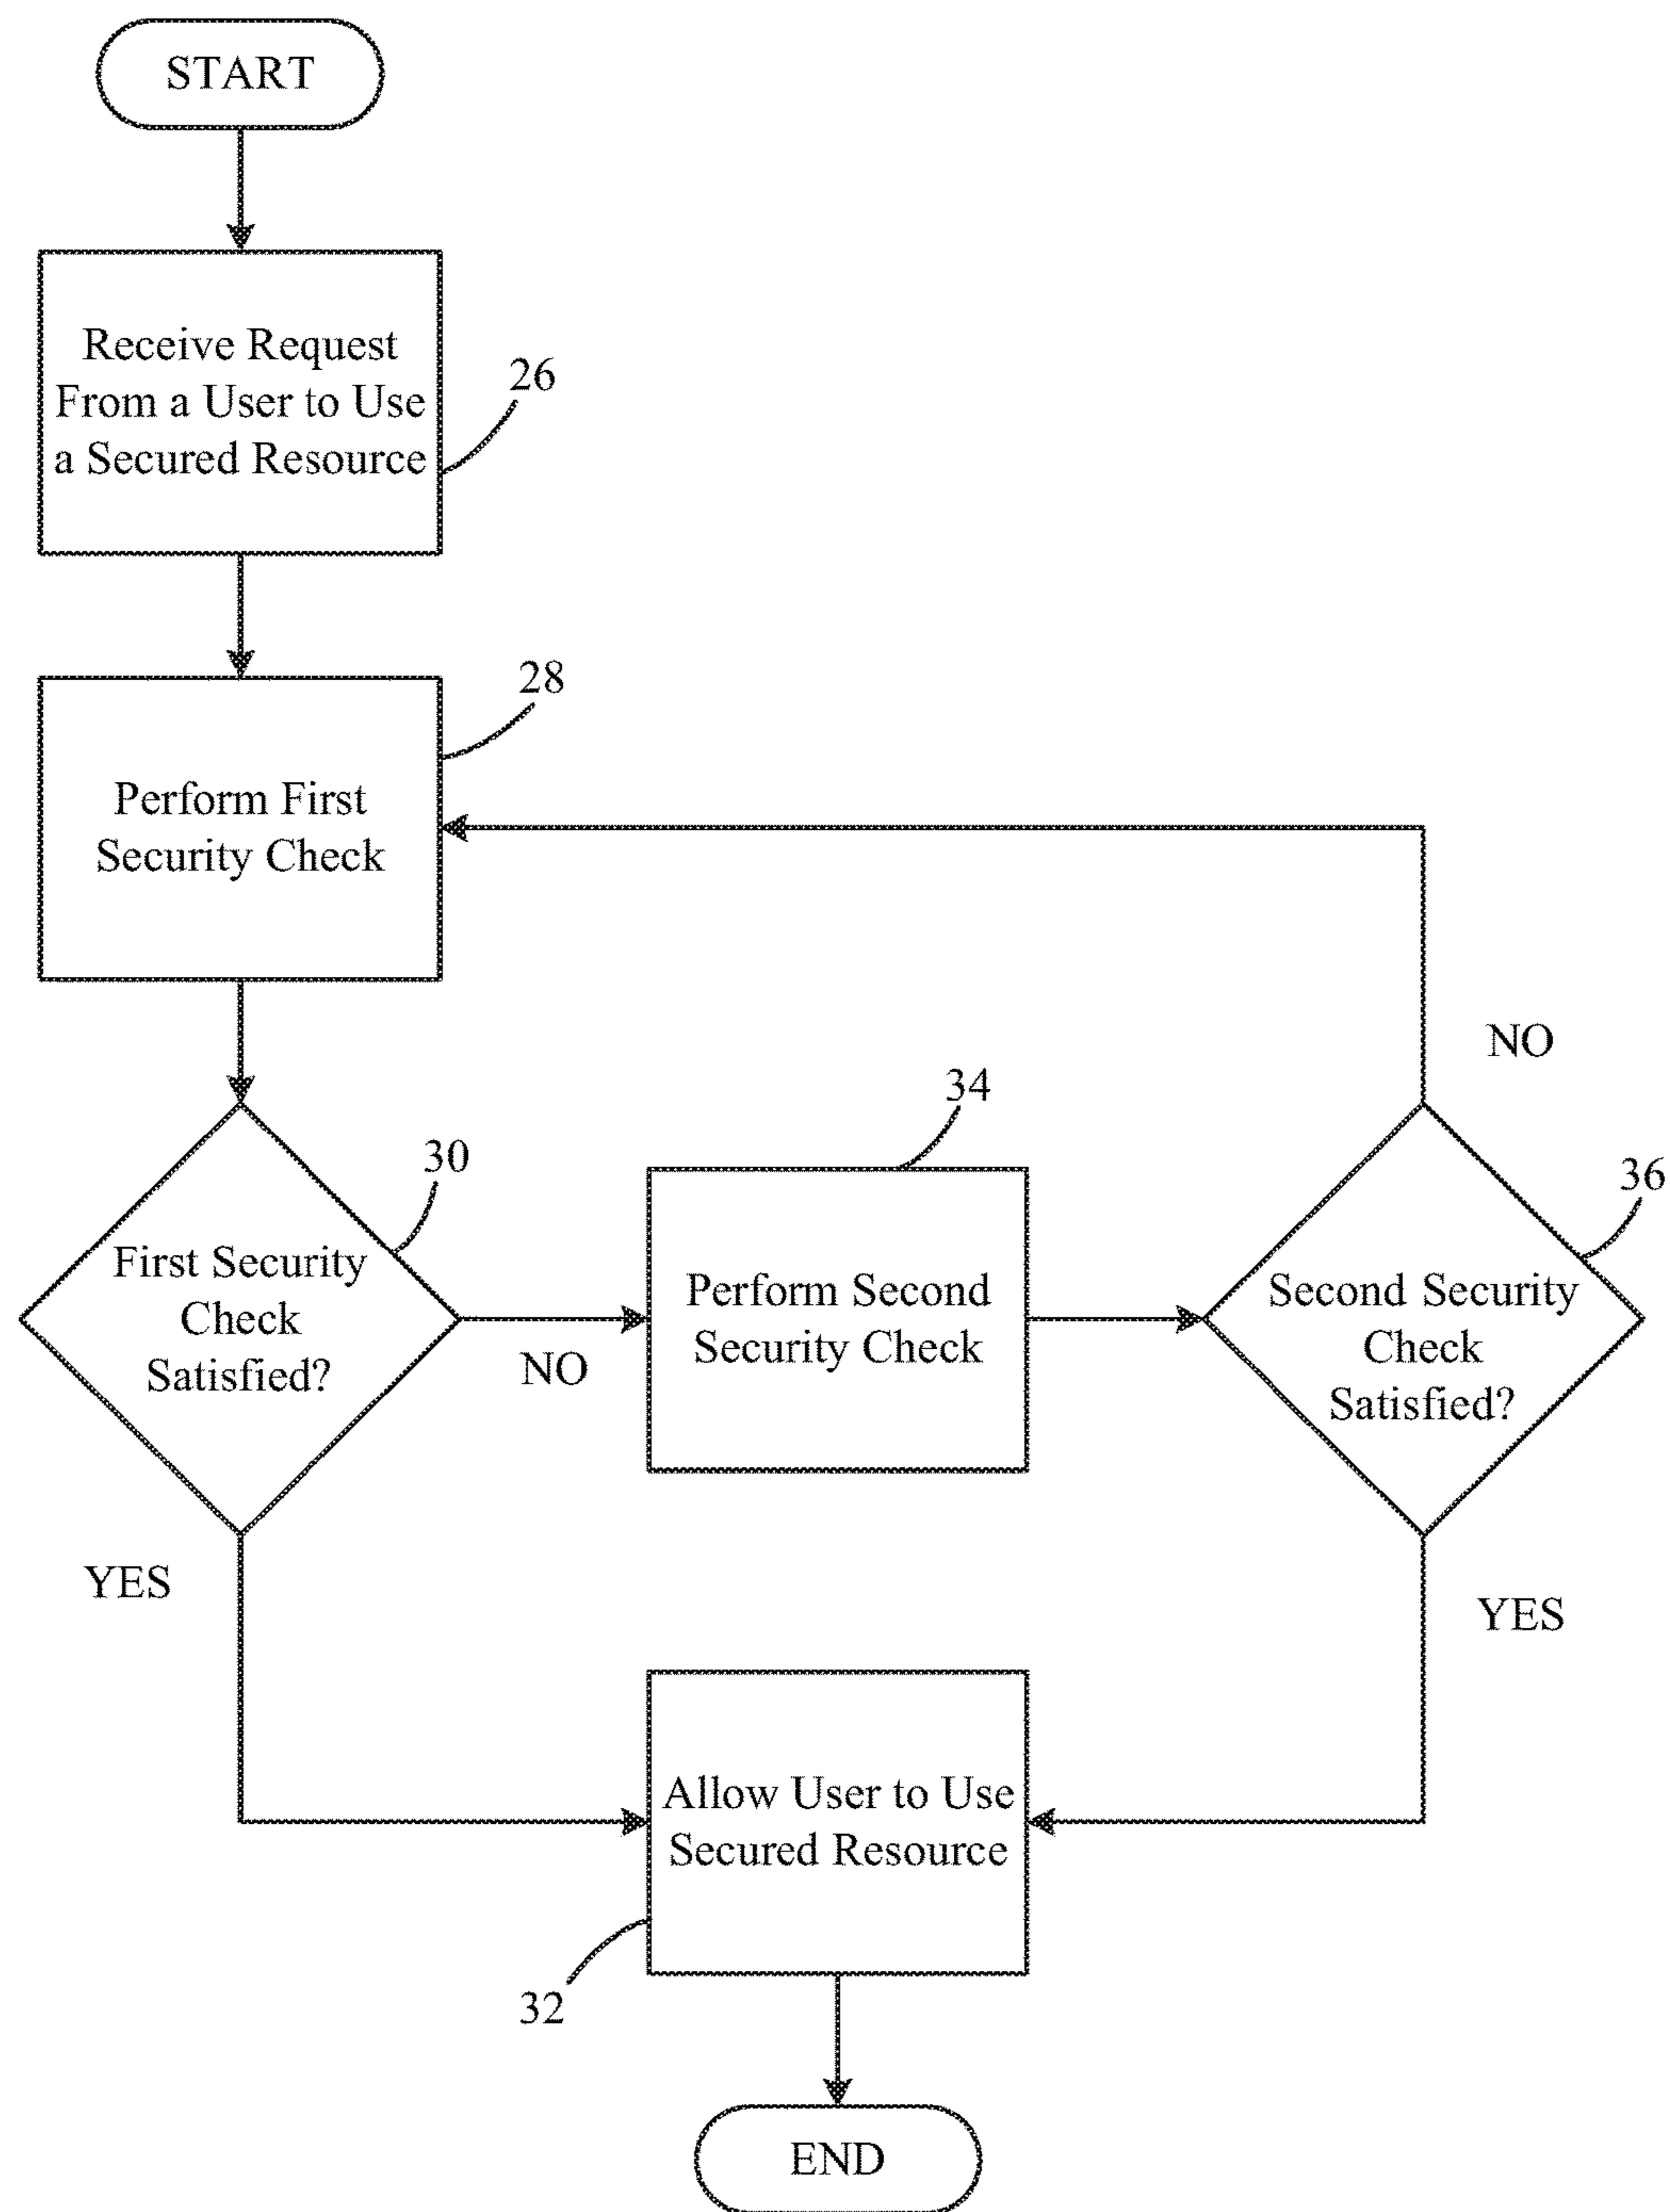 START
Receive Request
From a User to Use
a Secured Resource
26
Perform First
Security Check
28
First Security
Check
Satisfied?
30
NO
YES
Perform Second
Security Check
34
Second Security
Check
Satisfied?
36
NO
YES
Allow User to Use
Secured Resource
32
END